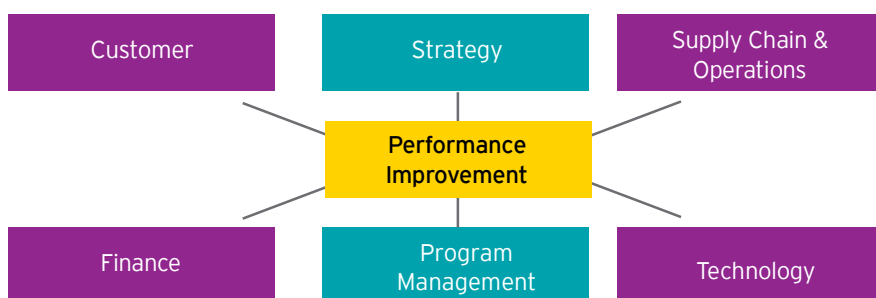 Customer
Strategy
Supply Chain &
Operations
Performance
Improvement
Finance
Program
Management
Technology